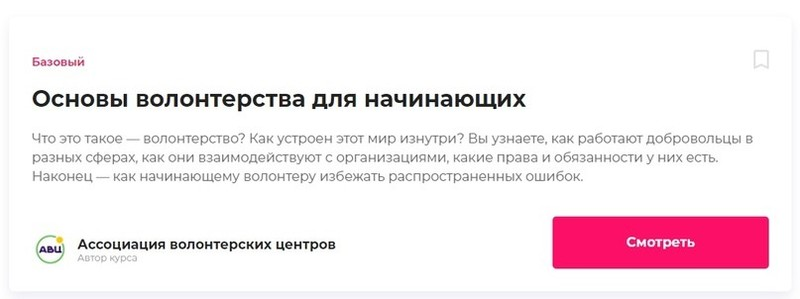 Базовый
Основы волонтерства для начинающих
Что это такое — волонтерство? Как устроен этот мир изнутри? Вы узнаете, как работают добровольцы в
разных сферах, как они взаимодействуют с организациями, какие права и обязанности у них есть.
Наконец — как начинающему волонтеру избежать распространенных ошибок.
АВЦ
Ассоциация волонтерских центров
Автор курса
Смотреть